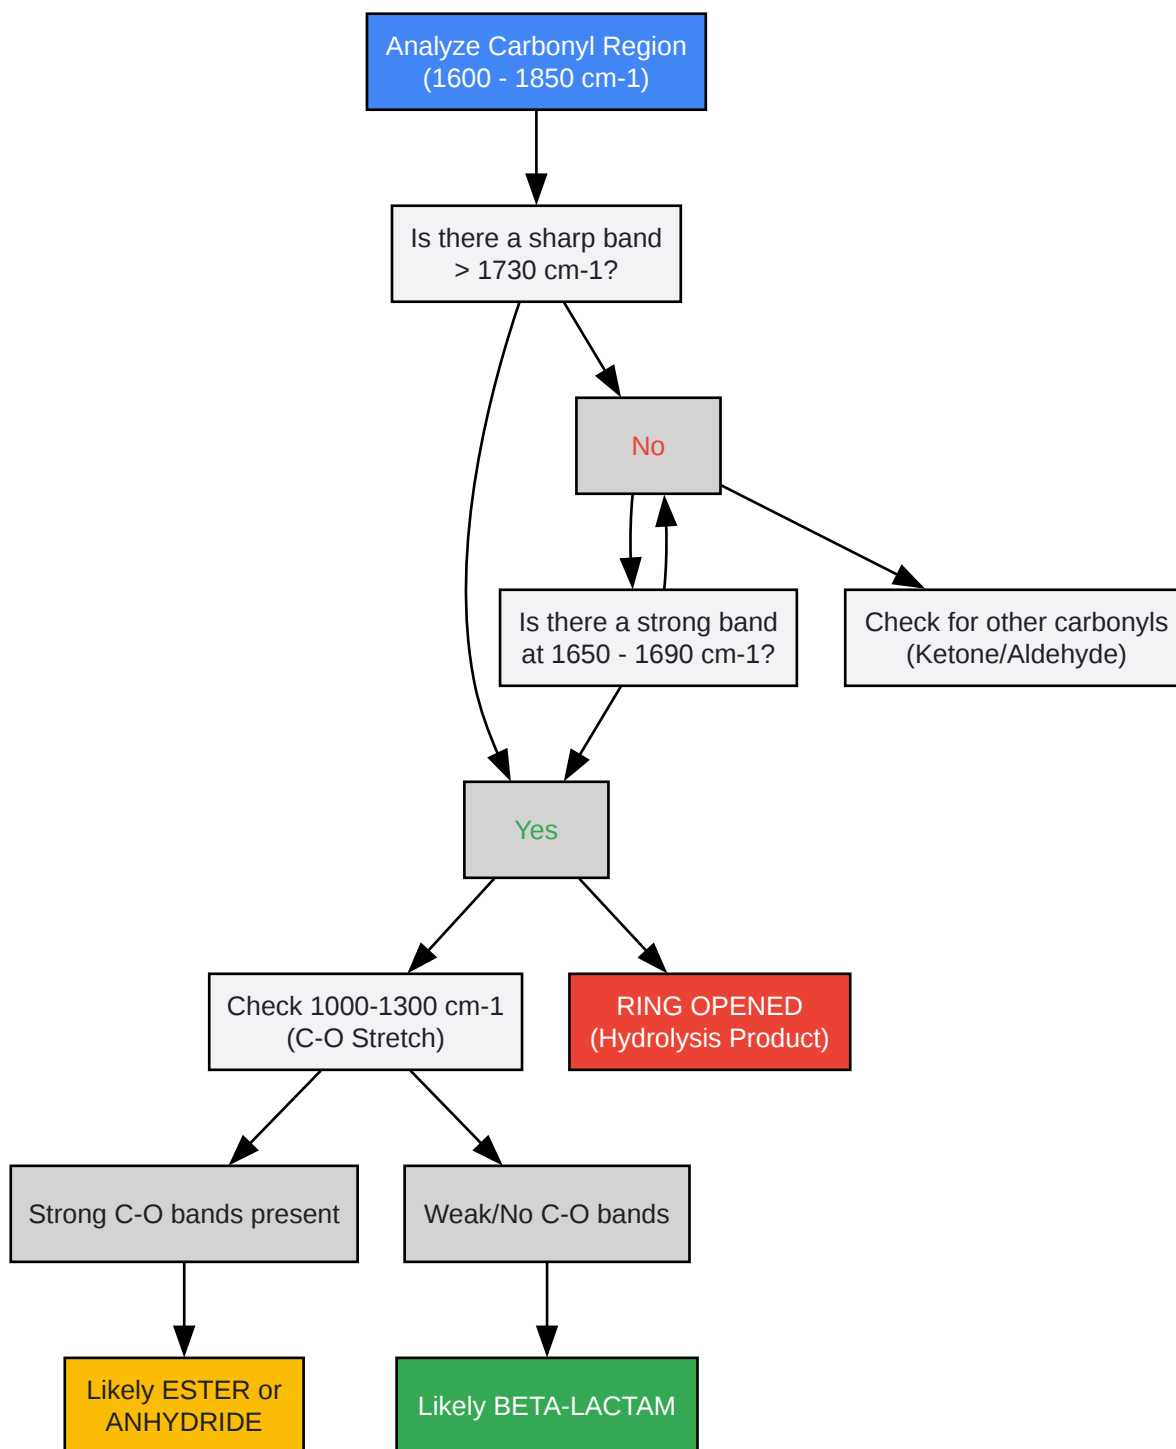 Analyze Carbonyl Region
(1600 - 1850 cm-1)
Is there a sharp band
> 1730 cm-1?
No
Is there a strong band
at 1650 - 1690 cm-1?
Check for other carbonyls
(Ketone/Aldehyde)
Yes
Check 1000-1300 cm-1
(C-O Stretch)
RING OPENED
(Hydrolysis Product)
Strong C-O bands present
Weak/No C-O bands
Likely ESTER or
ANHYDRIDE
Likely BETA-LACTAM